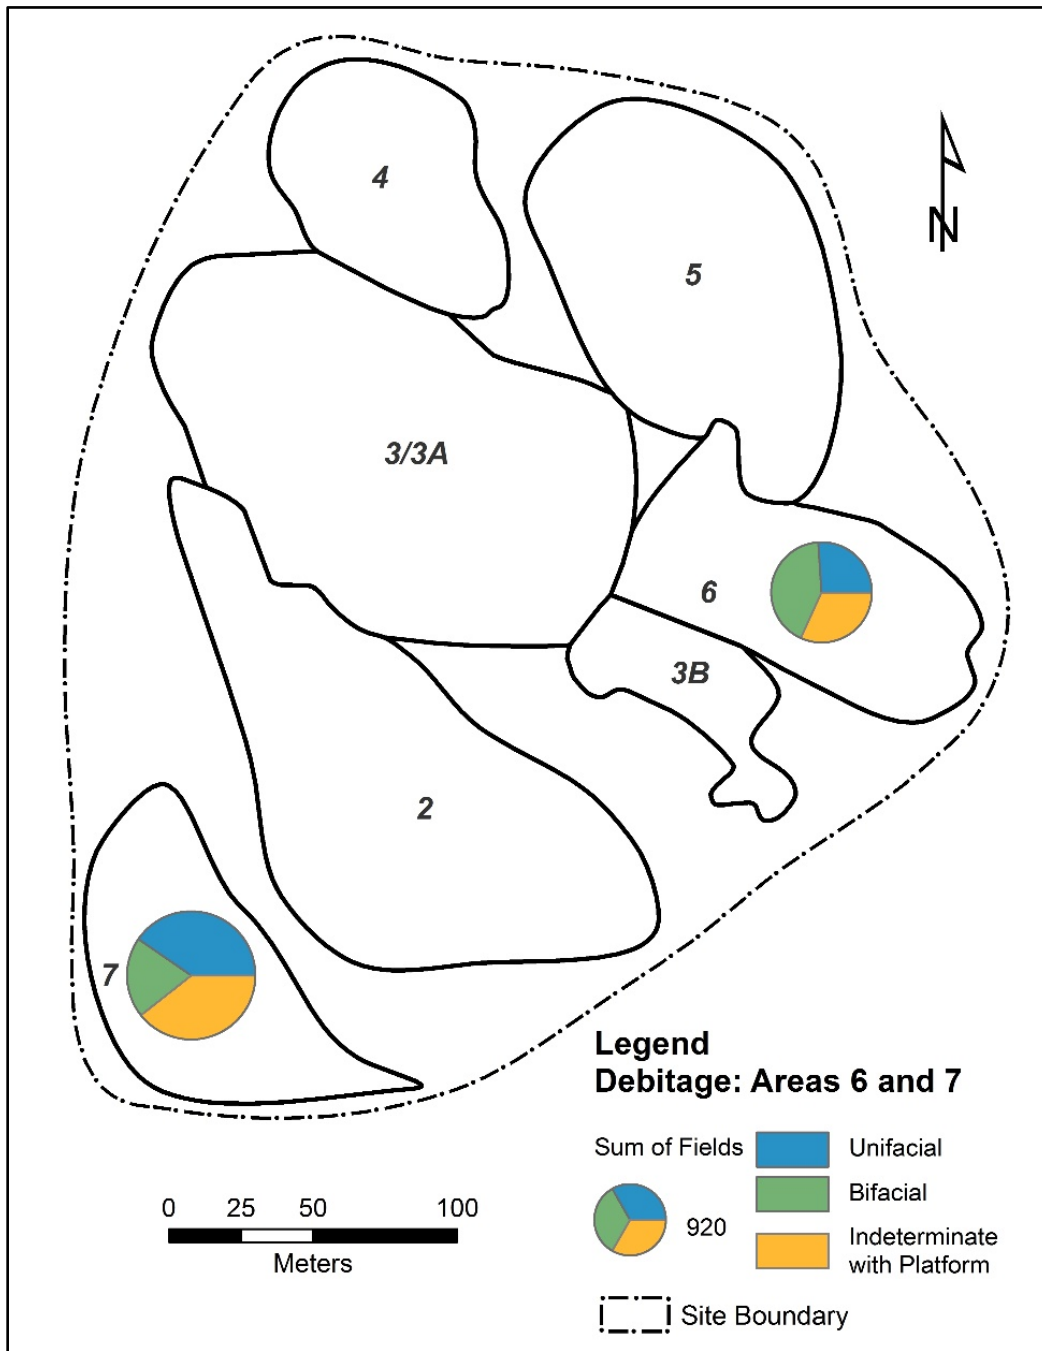 4
5
N
3/3A
6
3B
2
7
Legend
Debitage: Areas 6 and 7
Sum of Fields
920
Unifacial
Bifacial
Indeterminate
with Platform
Site Boundary
0 25 50 100
Meters